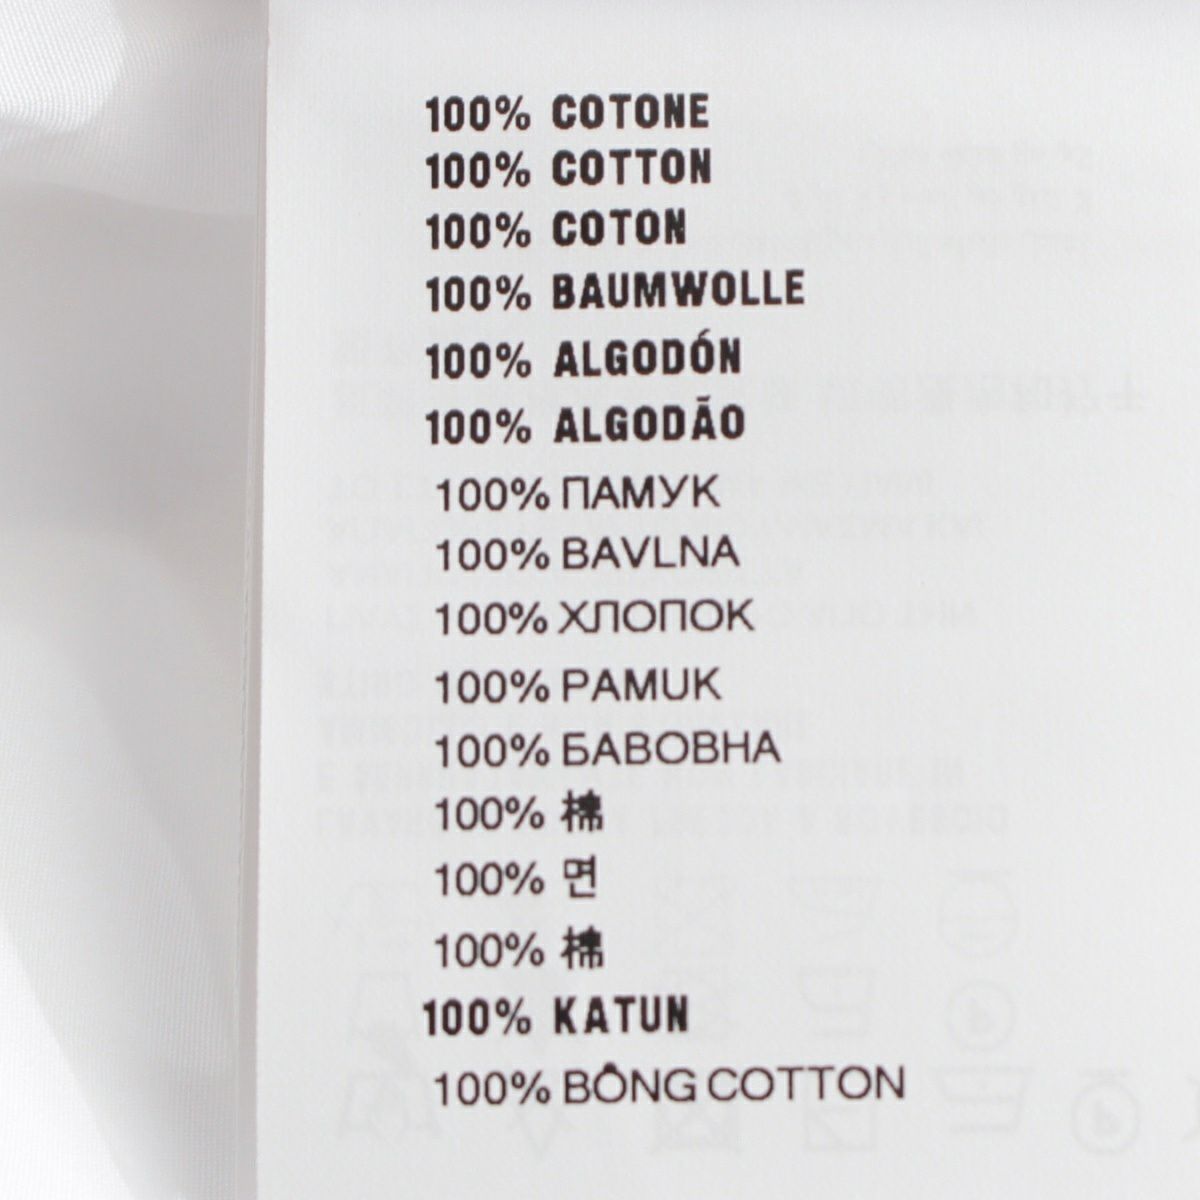 100% COTONE
100% COTTON
100% COTON
100% BAUMWOLLE
100% ALGODÓN
100% ALGODÃO
100% ПАМУК
100% BAVLNA
100% ХЛОПОК
100% PAMUK
100% БАВОВНА
100% 棉
100% 면
100% 棉
100% KATUN
100% BÔNG COTTON